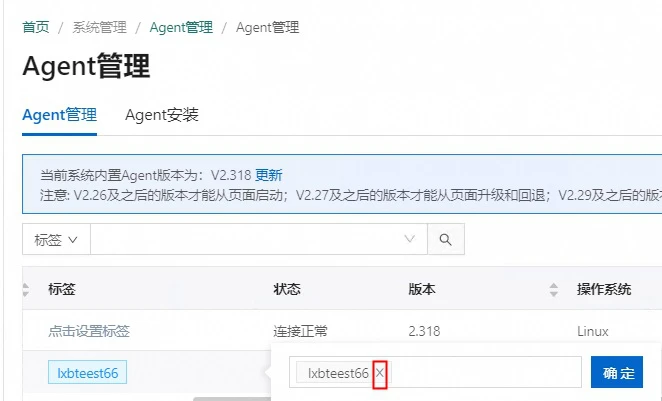 首页 / 系统管理 / Agent管理 / Agent管理
Agent管理
Agent管理 Agent安装
当前系统内置Agent版本为：V2.318 更新
注意: V2.26及之后的版本才能从页面启动；V2.27及之后的版本才能从页面升级和回退；V2.29及之后的版
标签
标签 状态 版本 操作系统
点击设置标签 连接正常 2.318 Linux
lxbteest66 lxbteest66 X 确定